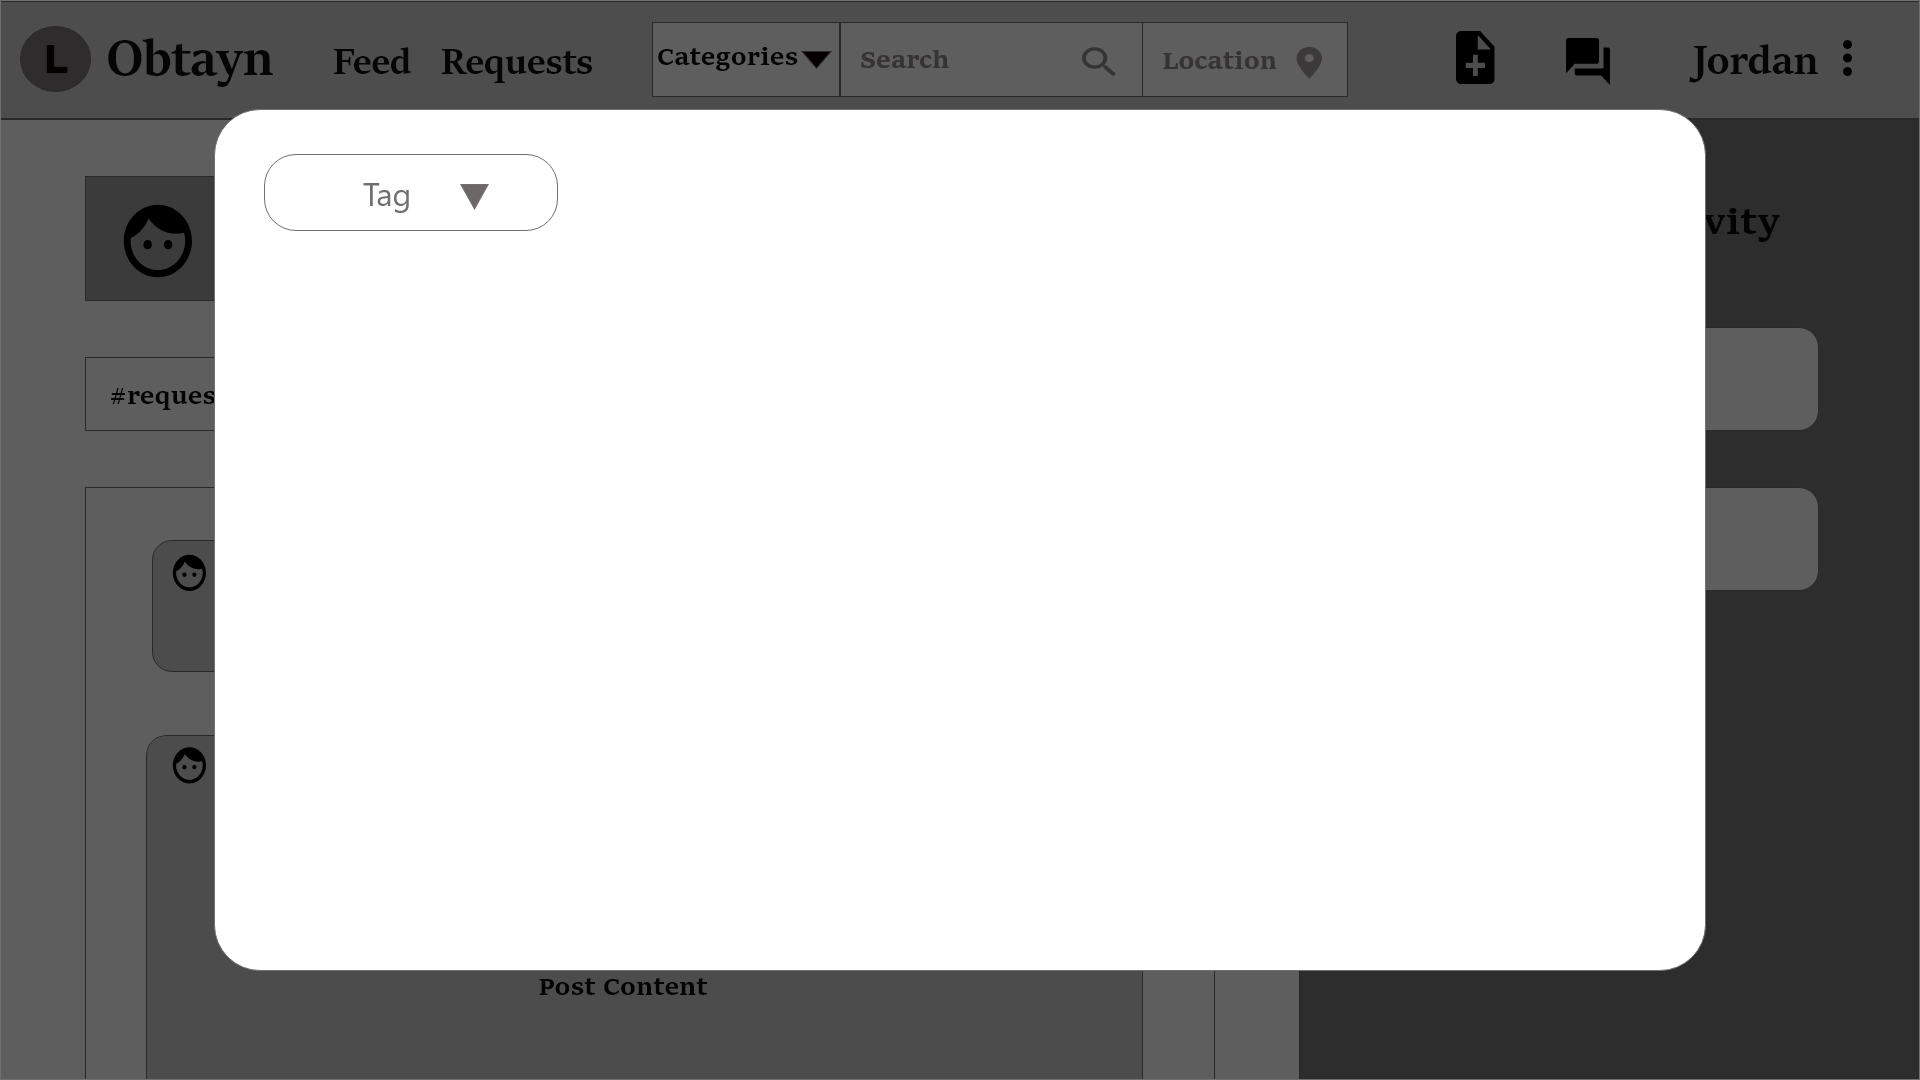 L Obtayn Feed Requests Categories Search Location Jordan
Tag
vity
#reques
Post Content